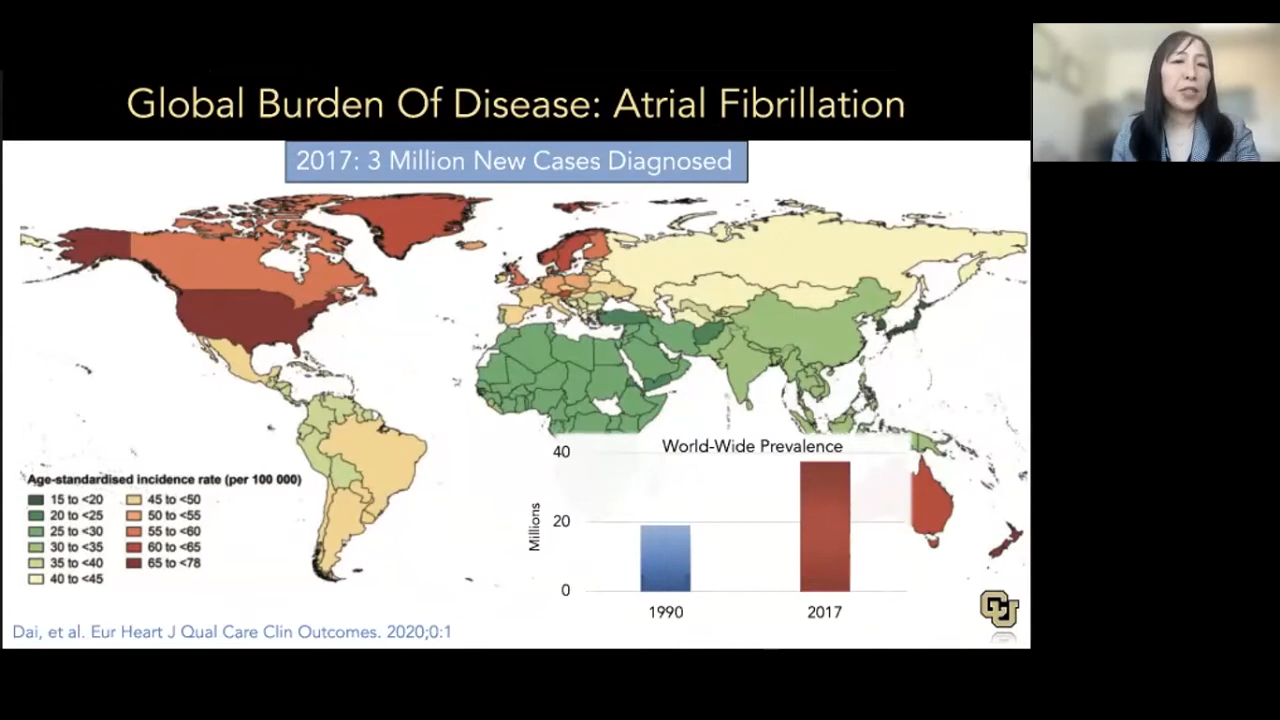 Global Burden Of Disease: Atrial Fibrillation
2017: 3 Million New Cases Diagnosed
Age-standardised incidence rate (per 100 000)
15 to <20
20 to <25
25 to <30
30 to <35
35 to <40
40 to <45
45 to <50
50 to <55
55 to <60
60 to <65
65 to <78
World-Wide Prevalence
Millions
40
20
0
1990 2017
CU
Dai, et al. Eur Heart J Qual Care Clin Outcomes. 2020;0:1